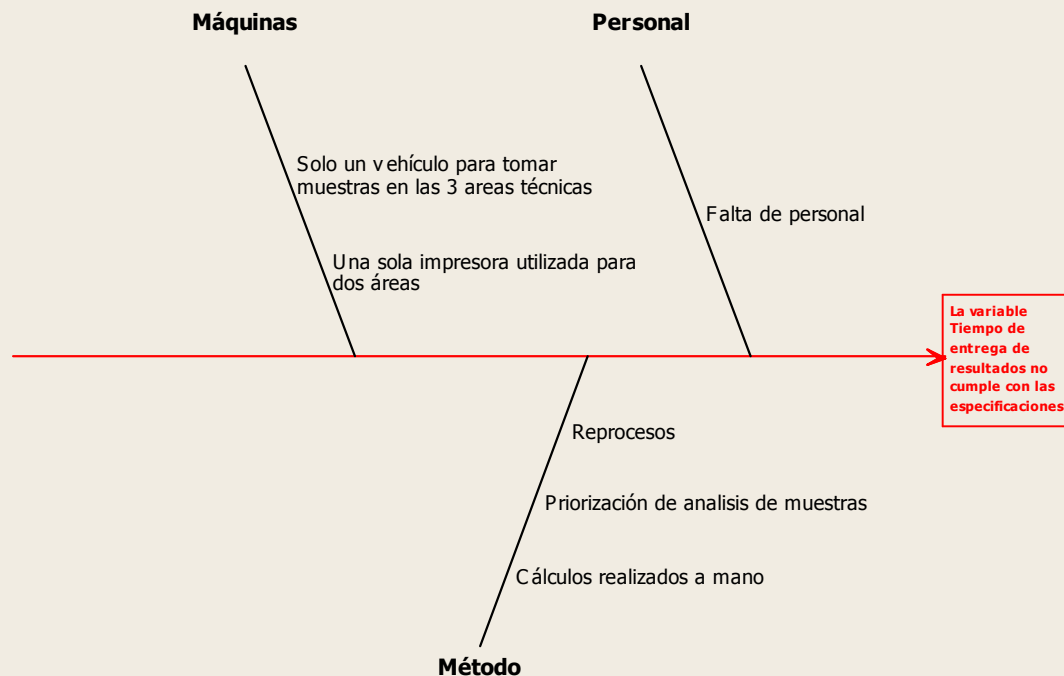 Máquinas
Personal
Solo un vehículo para tomar
muestras en las 3 areas técnicas
Falta de personal
Una sola impresora utilizada para
dos áreas
La variable
Tiempo de
entrega de
resultados no
cumple con las
especificaciones
Reprocesos
Priorización de analisis de muestras
Cálculos realizados a mano
Método